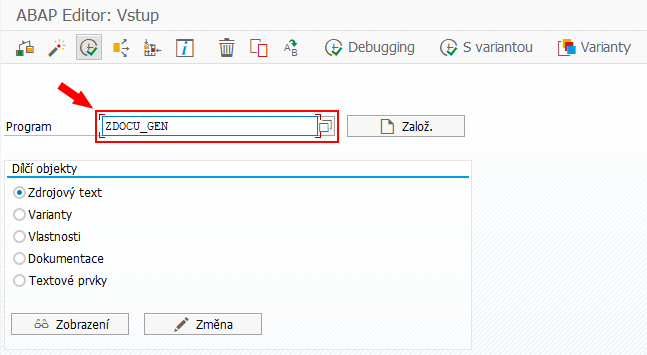 ABAP Editor: Vstup
Debugging S variantou Varianty
Program ZDOCU_GEN Založ.
Dílčí objekty
Zdrojový text
Varianty
Vlastnosti
Dokumentace
Textové prvky
Zobrazení Změna